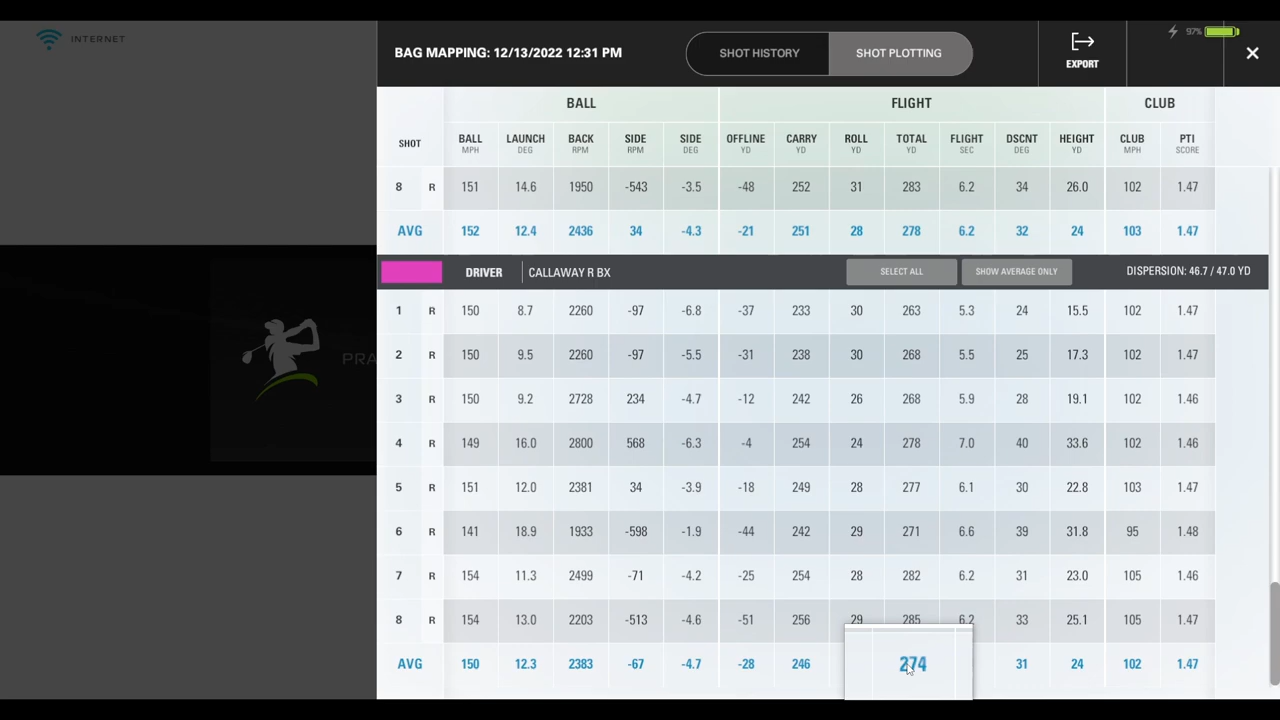 INTERNET
BAG MAPPING: 12/13/2022 12:31 PM
SHOT HISTORY
SHOT PLOTTING
EXPORT
97%
BALL FLIGHT CLUB
SHOT BALL LAUNCH BACK SIDE SIDE OFFLINE CARRY ROLL TOTAL FLIGHT DSCNT HEIGHT CLUB PTI
MPH DEG RPM RPM DEG YD YD YD YD SEC DEG YD MPH SCORE
8 R 151 14.6 1950 -543 -3.5 -48 252 31 283 6.2 34 26.0 102 1.47
AVG 152 12.4 2436 34 -4.3 -21 251 28 278 6.2 32 24 103 1.47
DRIVER CALLAWAY R BX SELECT ALL SHOW AVERAGE ONLY DISPERSION: 46.7 / 47.0 YD
1 R 150 8.7 2260 -97 -6.8 -37 233 30 263 5.3 24 15.5 102 1.47
2 R 150 9.5 2260 -97 -5.5 -31 238 30 268 5.5 25 17.3 102 1.47
3 R 150 9.2 2728 234 -4.7 -12 242 26 268 5.9 28 19.1 102 1.46
PRA
4 R 149 16.0 2800 568 -6.3 -4 254 24 278 7.0 40 33.6 102 1.46
5 R 151 12.0 2381 34 -3.9 -18 249 28 277 6.1 30 22.8 103 1.47
6 R 141 18.9 1933 -598 -1.9 -44 242 29 271 6.6 39 31.8 95 1.48
7 R 154 11.3 2499 -71 -4.2 -25 254 28 282 6.2 31 23.0 105 1.46
8 R 154 13.0 2203 -513 -4.6 -51 256 29 285 6.2 33 25.1 105 1.47
AVG 150 12.3 2383 -67 -4.7 -28 246 274 31 24 102 1.47